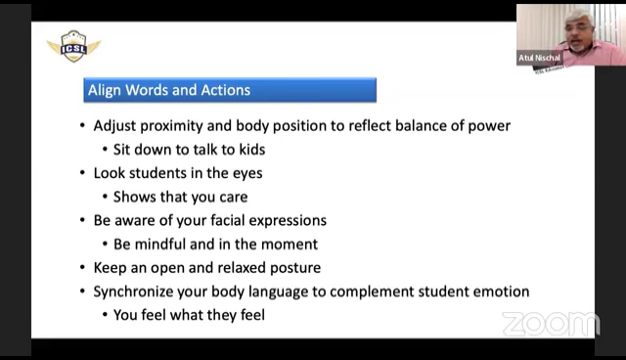 ICSL
Atul Nischal
Align Words and Actions
• Adjust proximity and body position to reflect balance of power
• Sit down to talk to kids
• Look students in the eyes
• Shows that you care
• Be aware of your facial expressions
• Be mindful and in the moment
• Keep an open and relaxed posture
• Synchronize your body language to complement student emotion
• You feel what they feel
zoom